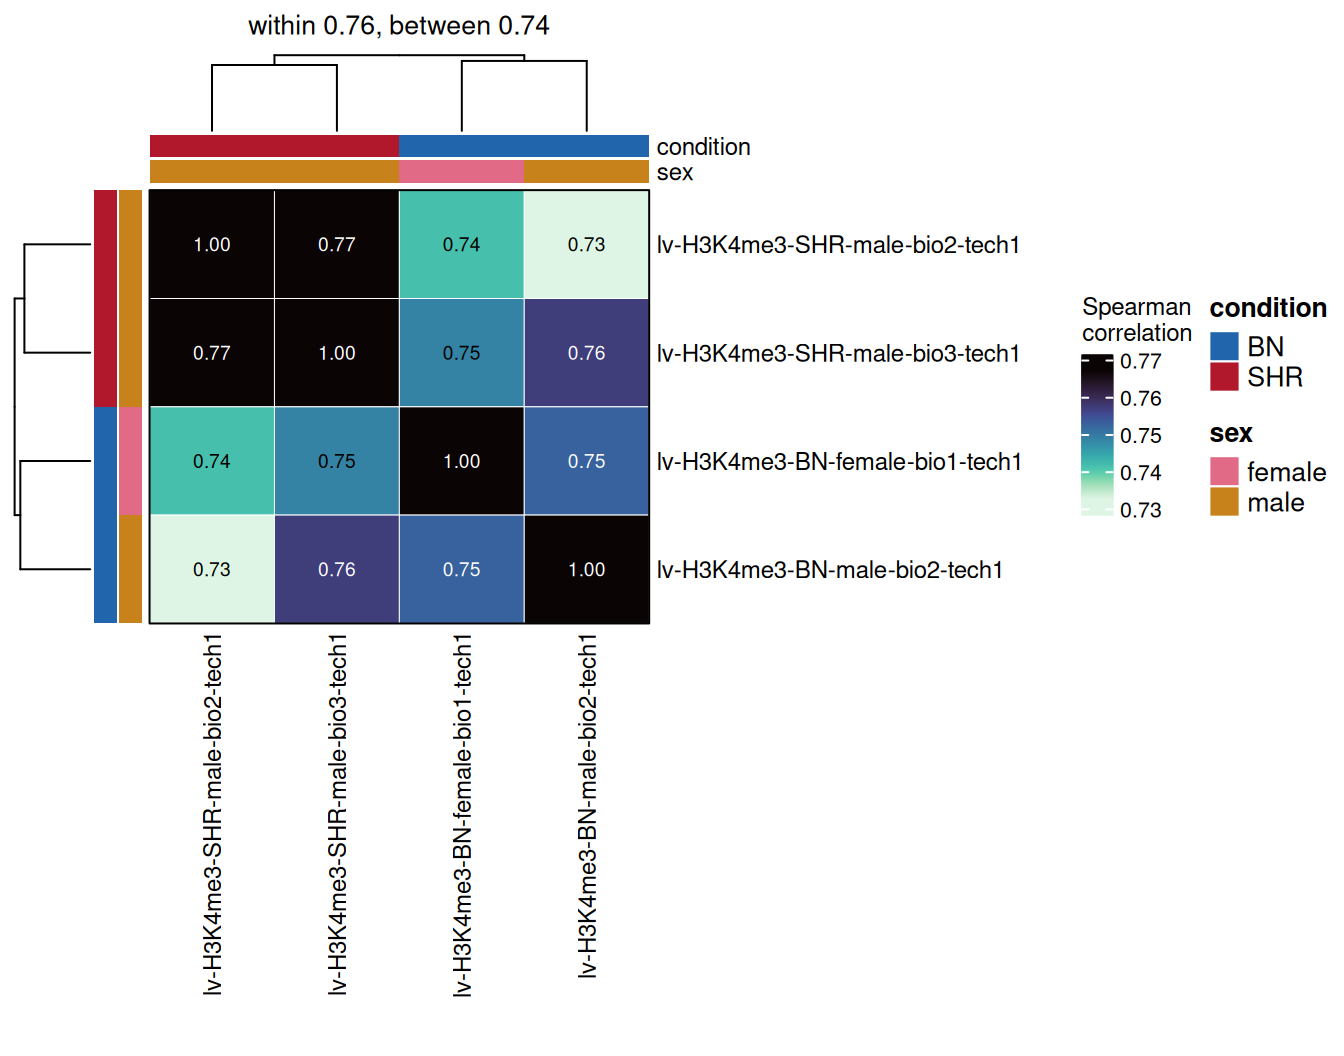 within 0.76, between 0.74
condition
sex
1.00 0.77 0.74 0.73 lv-H3K4me3-SHR-male-bio2-tech1
0.77 1.00 0.75 0.76 lv-H3K4me3-SHR-male-bio3-tech1
0.74 0.75 1.00 0.75 lv-H3K4me3-BN-female-bio1-tech1
0.73 0.76 0.75 1.00 lv-H3K4me3-BN-male-bio2-tech1
lv-H3K4me3-SHR-male-bio2-tech1
lv-H3K4me3-SHR-male-bio3-tech1
lv-H3K4me3-BN-female-bio1-tech1
lv-H3K4me3-BN-male-bio2-tech1
Spearman
correlation
0.77
0.76
0.75
0.74
0.73
condition
BN
SHR
sex
female
male